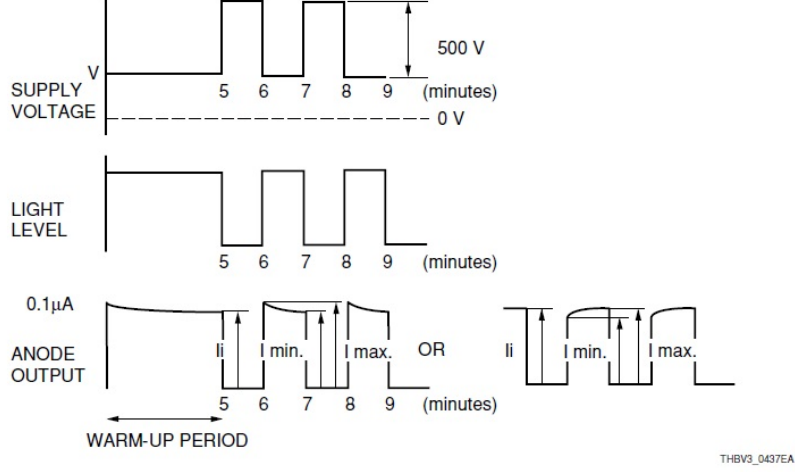 500 V
V
SUPPLY
VOLTAGE
5 6 7 8 9 (minutes)
0 V
LIGHT
LEVEL
5 6 7 8 9 (minutes)
0.1μA
ANODE
OUTPUT
Ii I min. I max. OR Ii I min. I max.
5 6 7 8 9 (minutes)
WARM-UP PERIOD
THBV3_0437EA